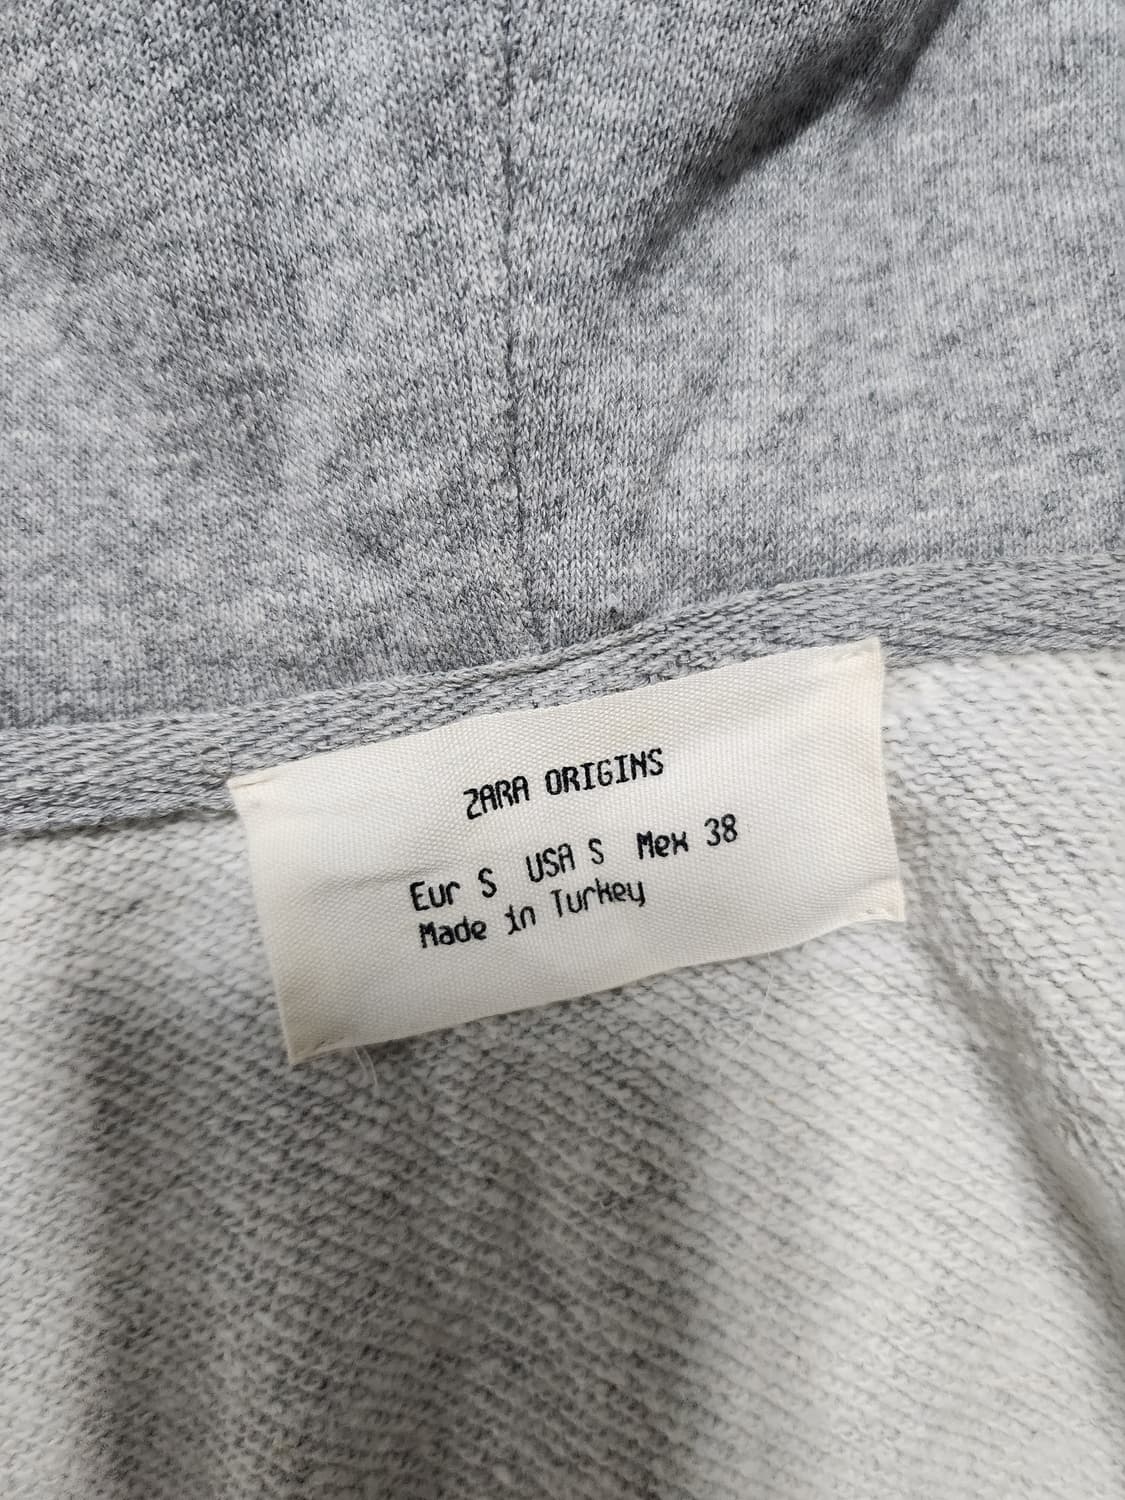 ZARA ORIGINS
Eur S USA S Mex 38
Made in Turkey